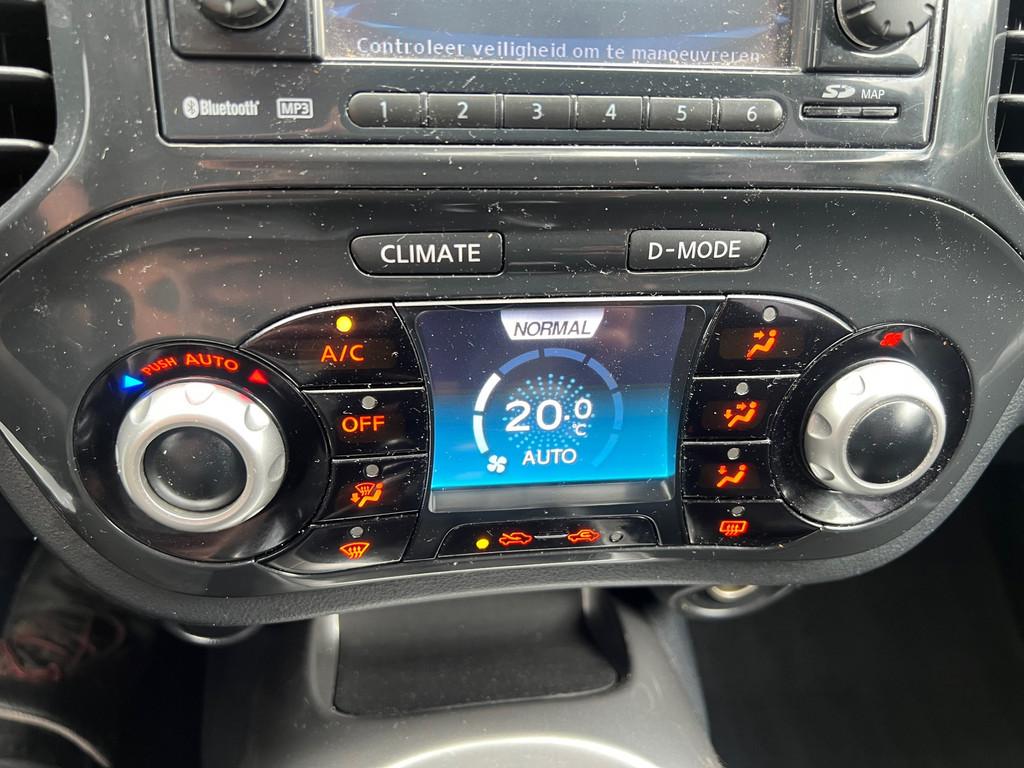 Controleer veiligheid om te manoeuvreren
Bluetooth MP3 1 2 3 4 5 6 SD MAP
CLIMATE D-MODE
NORMAL
A/C
PUSH AUTO
OFF
20.0 °C
AUTO